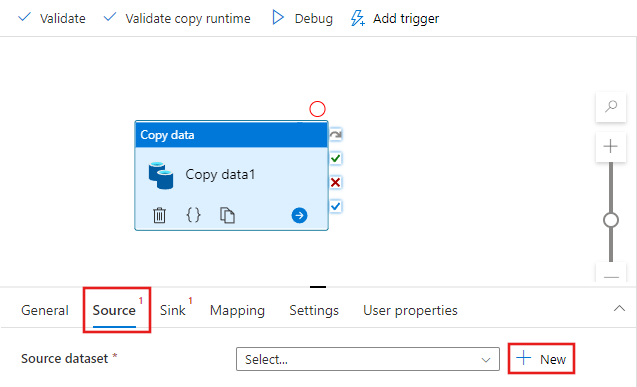 Validate Validate copy runtime Debug Add trigger
Copy data
Copy data1
{}
General Source 1 Sink 1 Mapping Settings User properties
Source dataset * Select... New